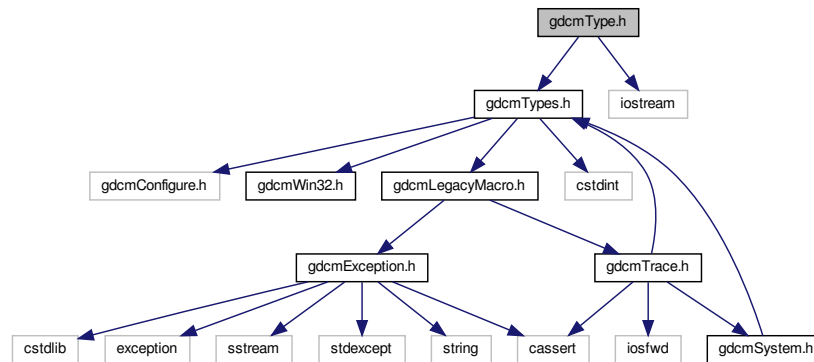 gdcmType.h
gdcmTypes.h
iostream
gdcmConfigure.h
gdcmWin32.h
gdcmLegacyMacro.h
cstdint
gdcmException.h
gdcmTrace.h
cstdlib
exception
sstream
stdexcept
string
cassert
iosfwd
gdcmSystem.h